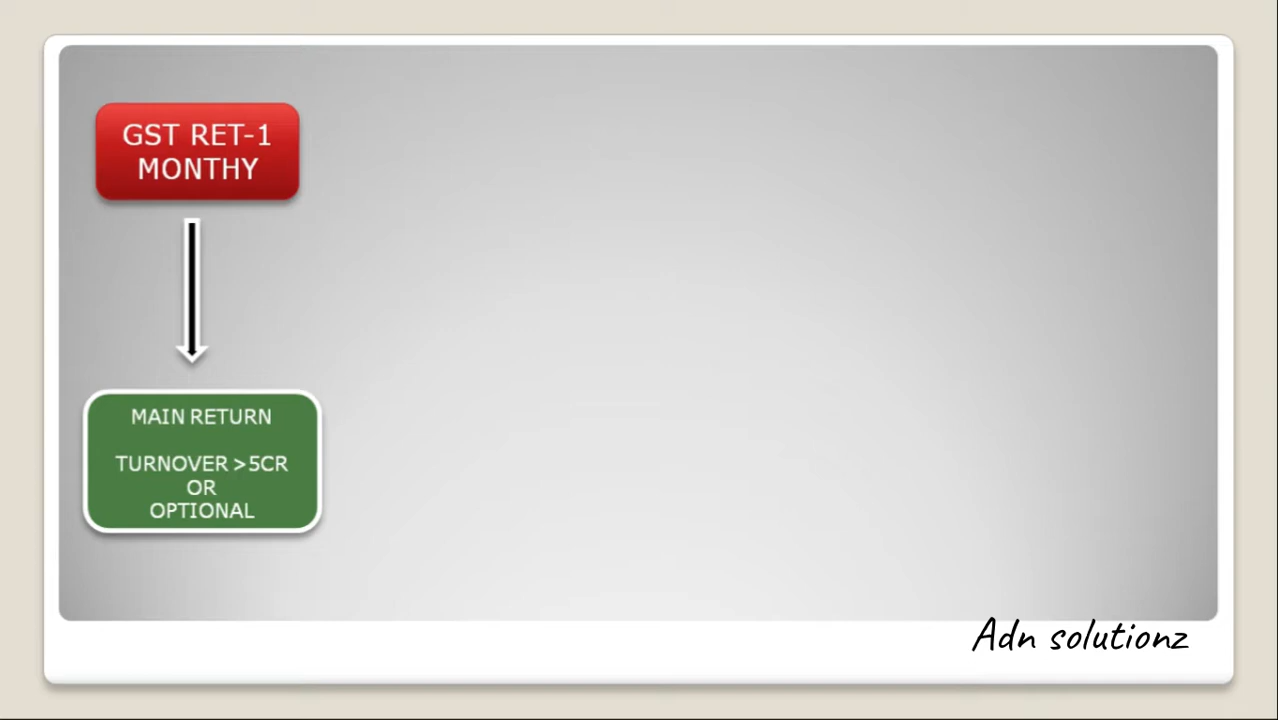 GST RET-1
MONTHY
MAIN RETURN
TURNOVER >5CR
OR
OPTIONAL
Adn solutionz